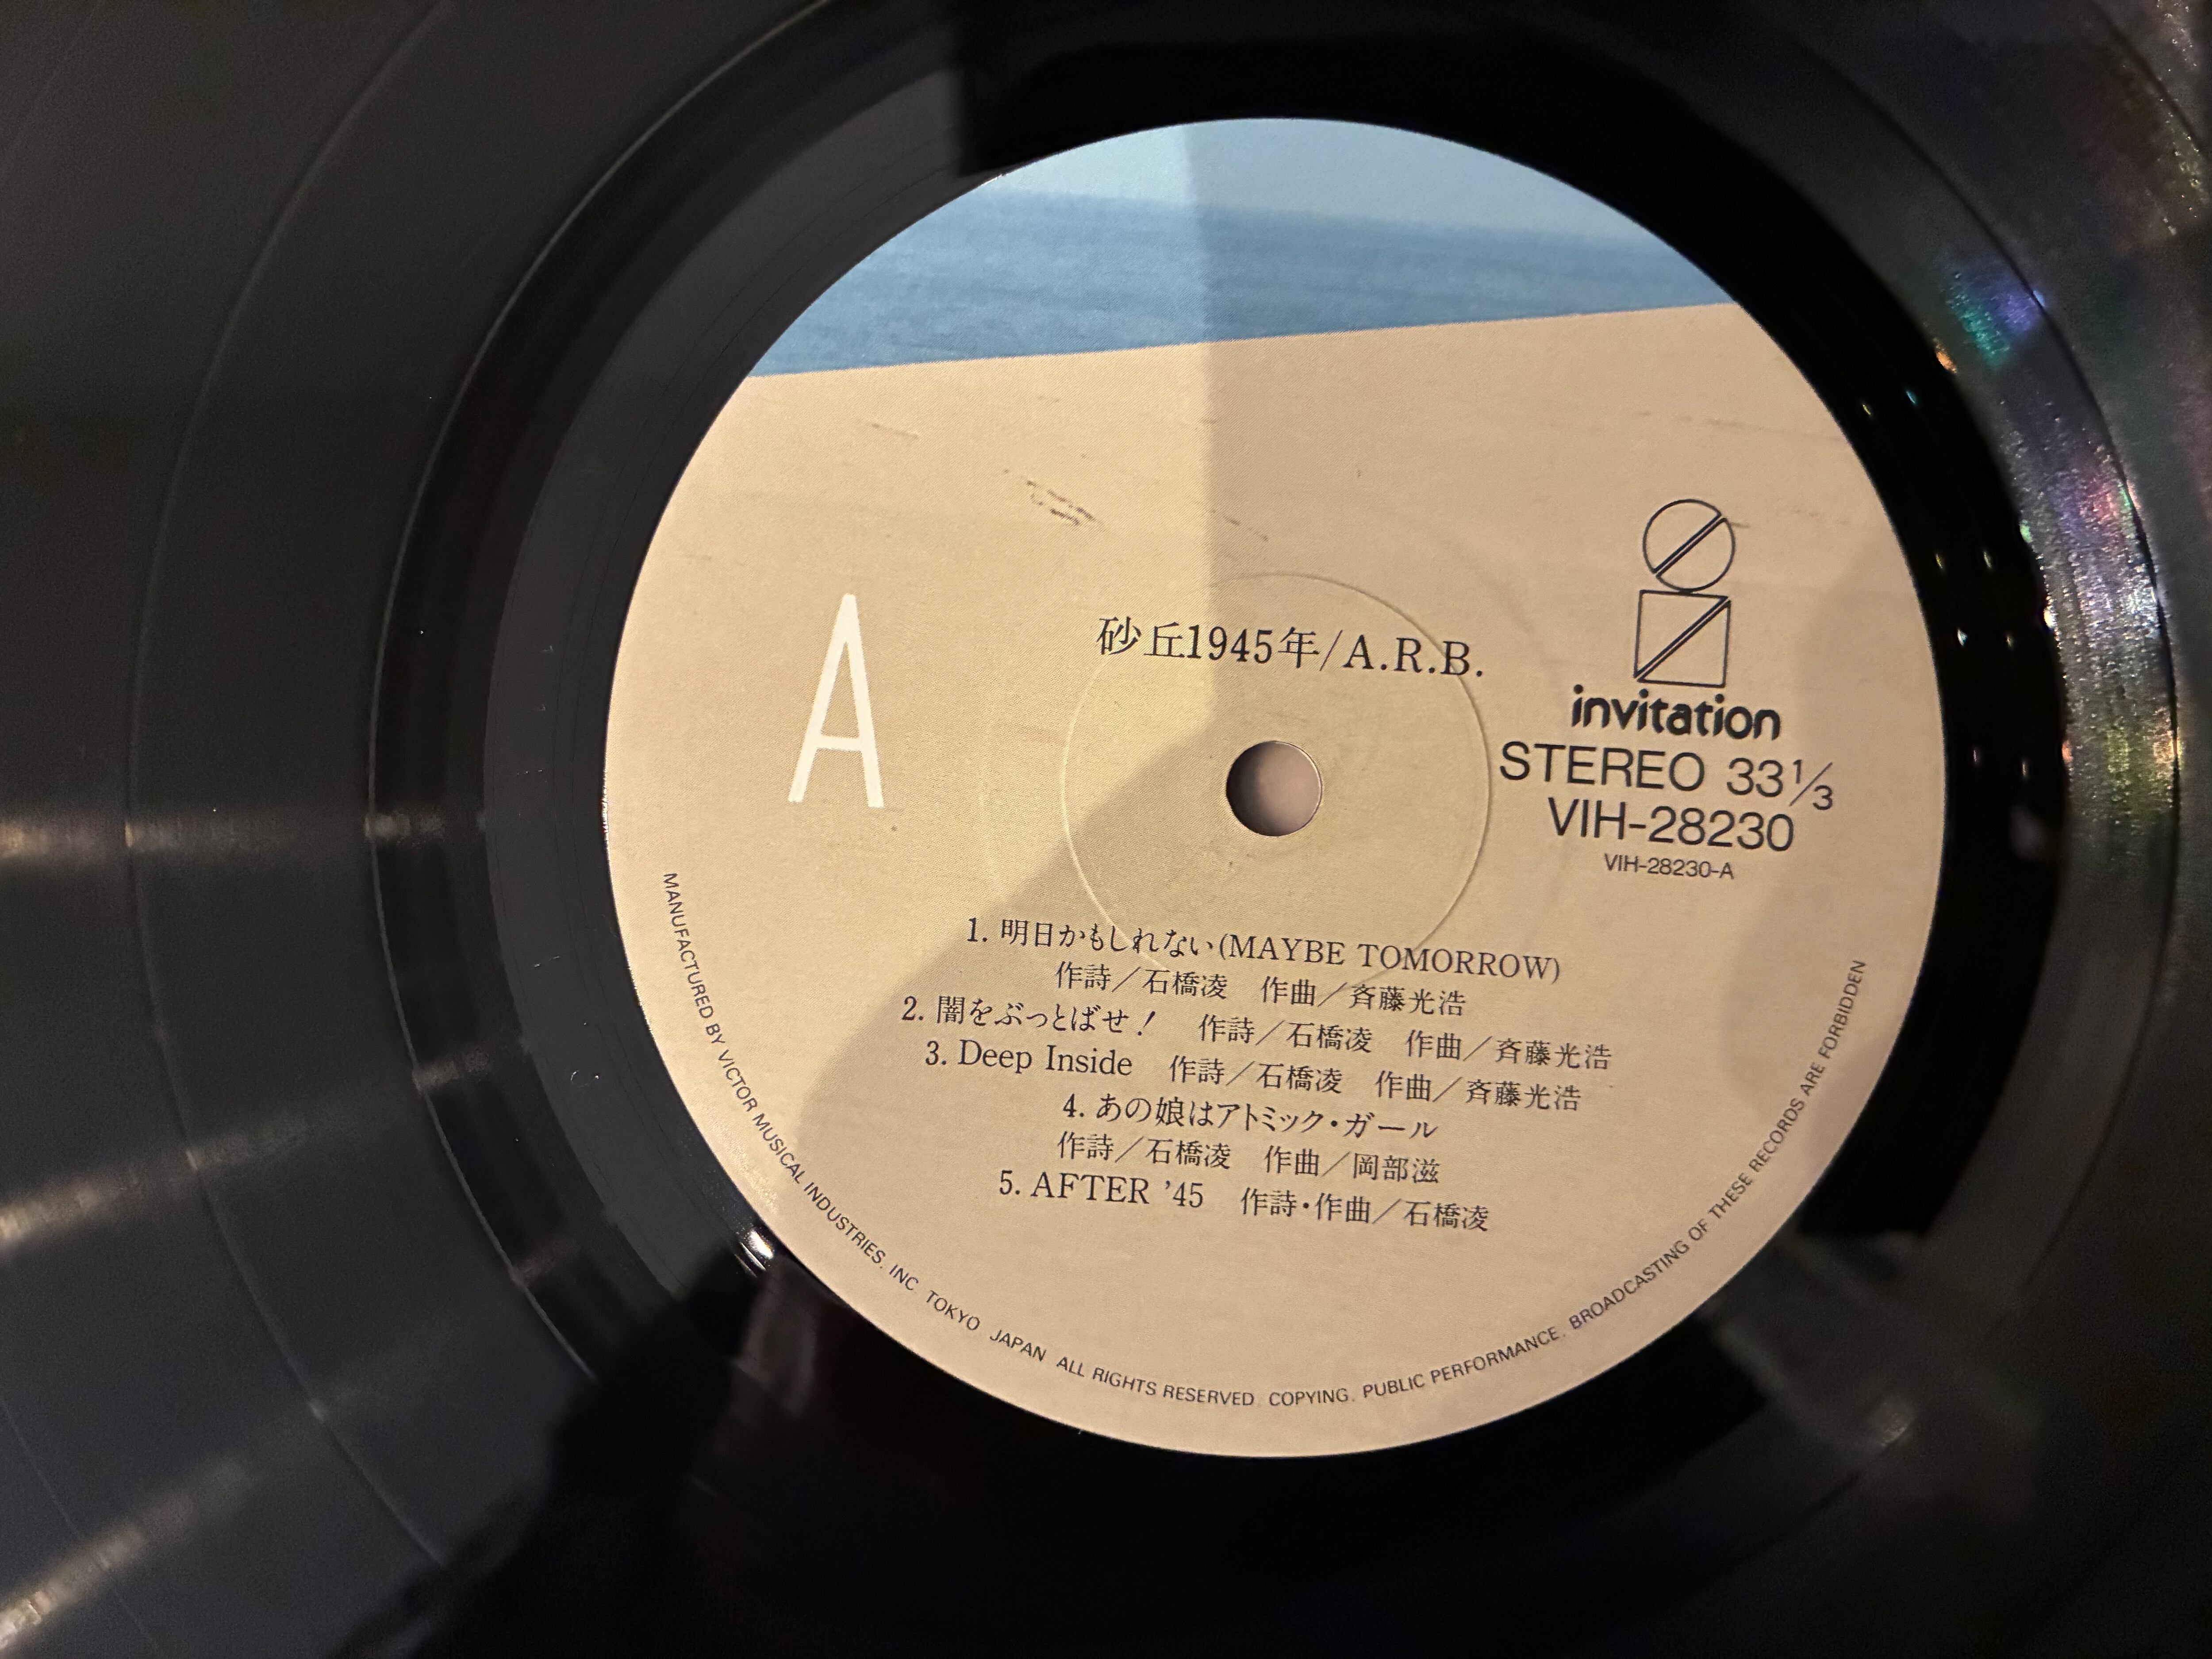 A
砂丘1945年/A.R.B.
invitation
STEREO 33⅓
VIH-28230
VIH-28230-A
1. 明日かもしれない(MAYBE TOMORROW)
作詩/石橋凌 作曲/斉藤光浩
2. 闇をぶっとばせ! 作詩/石橋凌 作曲/斉藤光浩
3. Deep Inside 作詩/石橋凌 作曲/斉藤光浩
4. あの娘はアトミック・ガール
作詩/石橋凌 作曲/岡部滋
5. AFTER '45 作詩・作曲/石橋凌
MANUFACTURED BY VICTOR MUSICAL INDUSTRIES, INC TOKYO JAPAN ALL RIGHTS RESERVED. COPYING, PUBLIC PERFORMANCE, BROADCASTING OF THESE RECORDS ARE FORBIDDEN